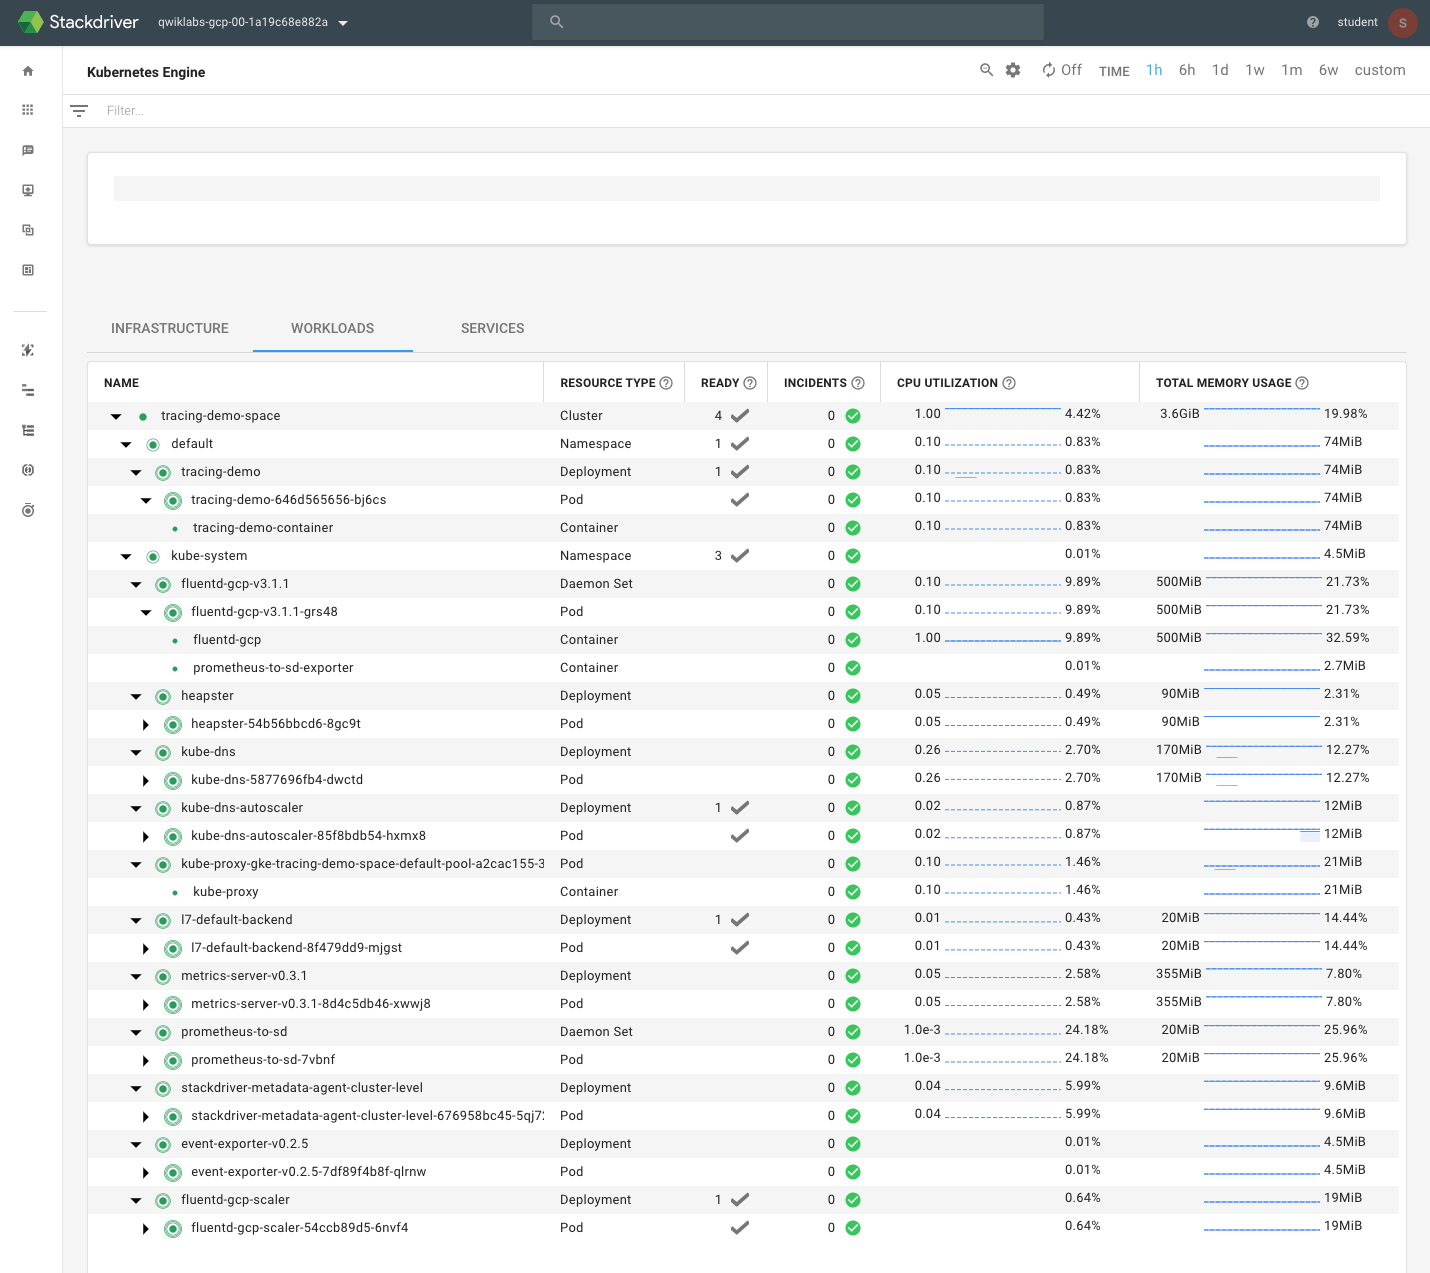 Stackdriver qwiklabs-gcp-00-1a19c68e882a student S
Kubernetes Engine Off TIME 1h 6h 1d 1w 1m 6w custom
Filter...
INFRASTRUCTURE WORKLOADS SERVICES
NAME RESOURCE TYPE READY INCIDENTS CPU UTILIZATION TOTAL MEMORY USAGE
tracing-demo-space Cluster 4 0 1.00 4.42% 3.6GiB 19.98%
default Namespace 1 0 0.10 0.83% 74MiB
tracing-demo Deployment 1 0 0.10 0.83% 74MiB
tracing-demo-646d565656-bj6cs Pod 0 0.10 0.83% 74MiB
tracing-demo-container Container 0 0.10 0.83% 74MiB
kube-system Namespace 3 0 0.01% 4.5MiB
fluentd-gcp-v3.1.1 Daemon Set 0 0.10 9.89% 500MiB 21.73%
fluentd-gcp-v3.1.1-grs48 Pod 0 0.10 9.89% 500MiB 21.73%
fluentd-gcp Container 0 1.00 9.89% 500MiB 32.59%
prometheus-to-sd-exporter Container 0 0.01% 2.7MiB
heapster Deployment 0 0.05 0.49% 90MiB 2.31%
heapster-54b56bbcd6-8gc9t Pod 0 0.05 0.49% 90MiB 2.31%
kube-dns Deployment 0 0.26 2.70% 170MiB 12.27%
kube-dns-5877696fb4-dwctd Pod 0 0.26 2.70% 170MiB 12.27%
kube-dns-autoscaler Deployment 1 0 0.02 0.87% 12MiB
kube-dns-autoscaler-85f8bdb54-hxmx8 Pod 0 0.02 0.87% 12MiB
kube-proxy-gke-tracing-demo-space-default-pool-a2cac155-3 Pod 0 0.10 1.46% 21MiB
kube-proxy Container 0 0.10 1.46% 21MiB
l7-default-backend Deployment 1 0 0.01 0.43% 20MiB 14.44%
l7-default-backend-8f479dd9-mjgst Pod 0 0.01 0.43% 20MiB 14.44%
metrics-server-v0.3.1 Deployment 0 0.05 2.58% 355MiB 7.80%
metrics-server-v0.3.1-8d4c5db46-xwwj8 Pod 0 0.05 2.58% 355MiB 7.80%
prometheus-to-sd Daemon Set 0 1.0e-3 24.18% 20MiB 25.96%
prometheus-to-sd-7vbnf Pod 0 1.0e-3 24.18% 20MiB 25.96%
stackdriver-metadata-agent-cluster-level Deployment 0 0.04 5.99% 9.6MiB
stackdriver-metadata-agent-cluster-level-676958bc45-5qj7 Pod 0 0.04 5.99% 9.6MiB
event-exporter-v0.2.5 Deployment 0 0.01% 4.5MiB
event-exporter-v0.2.5-7df89f4b8f-qlrnw Pod 0 0.01% 4.5MiB
fluentd-gcp-scaler Deployment 1 0 0.64% 19MiB
fluentd-gcp-scaler-54ccb89d5-6nvf4 Pod 0 0.64% 19MiB